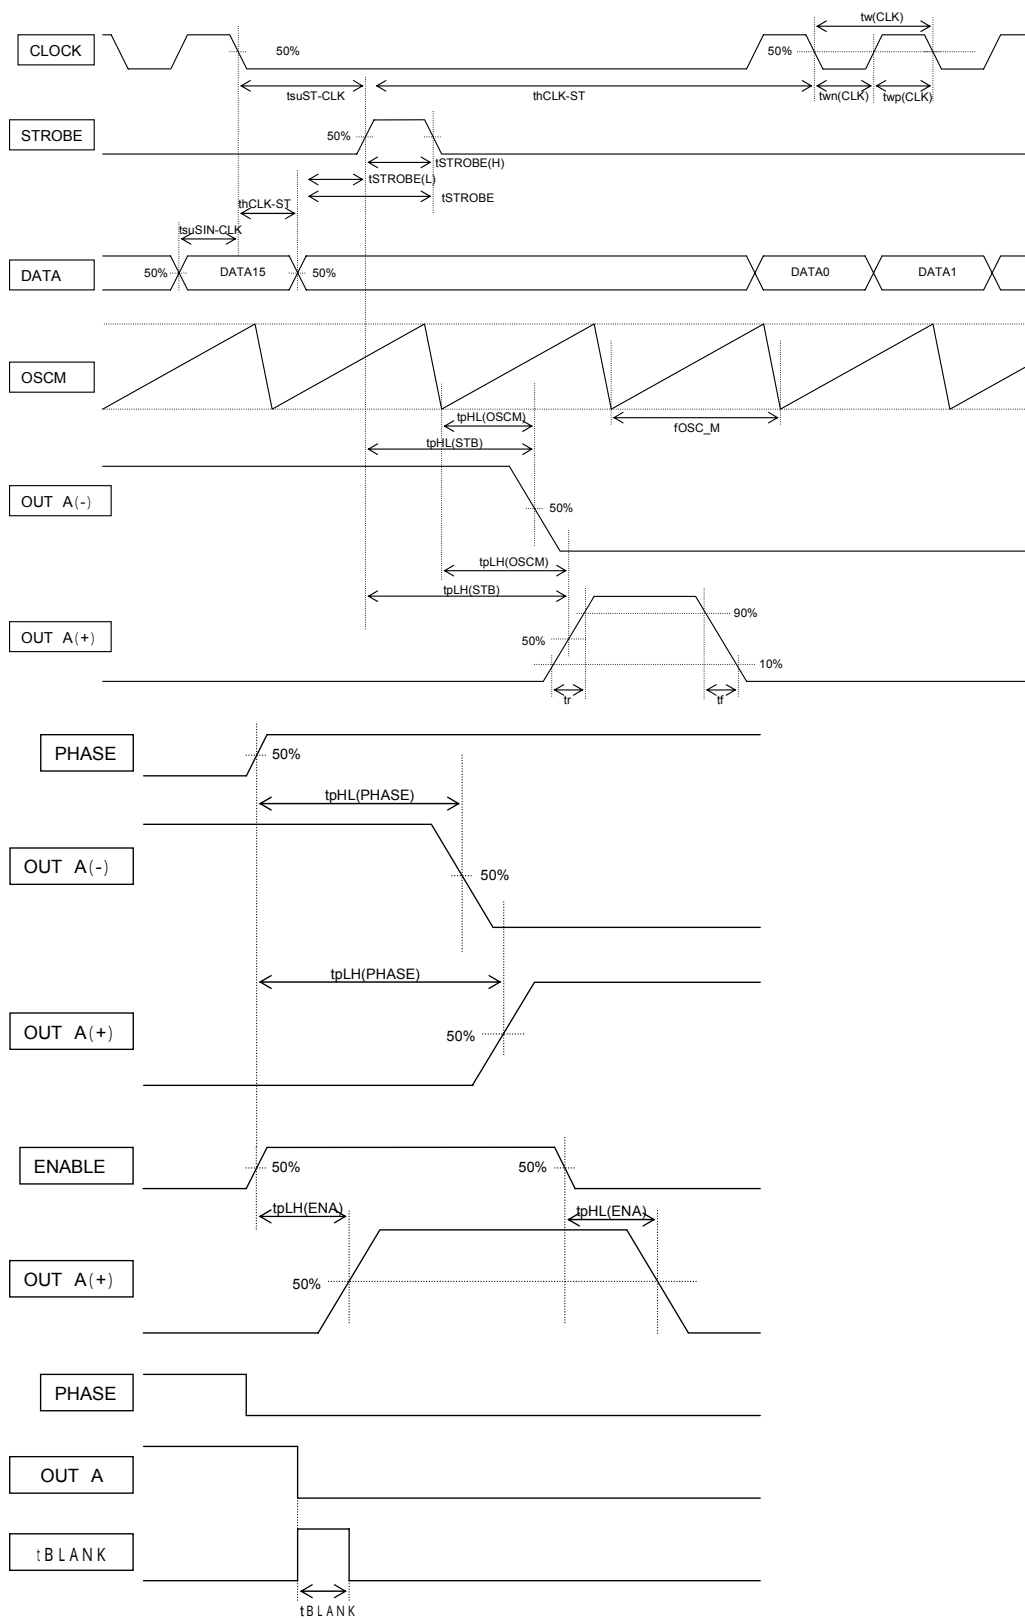 tw(CLK)
CLOCK
50%
50%
tsuST-CLK
thCLK-ST
twn(CLK)
twp(CLK)
STROBE
50%
tSTROBE(H)
tSTROBE(L)
tSTROBE
thCLK-ST
tsuSIN-CLK
DATA
50%
DATA15
50%
DATA0
DATA1
OSCM
tpHL(OSCM)
fOSC_M
tpHL(STB)
OUT A(-)
50%
tpLH(OSCM)
tpLH(STB)
OUT A(+)
90%
50%
10%
tr
tf
PHASE
50%
tpHL(PHASE)
OUT A(-)
50%
tpLH(PHASE)
OUT A(+)
50%
ENABLE
50%
50%
tpLH(ENA)
tpHL(ENA)
OUT A(+)
50%
PHASE
OUT A
tBLANK
tBLANK